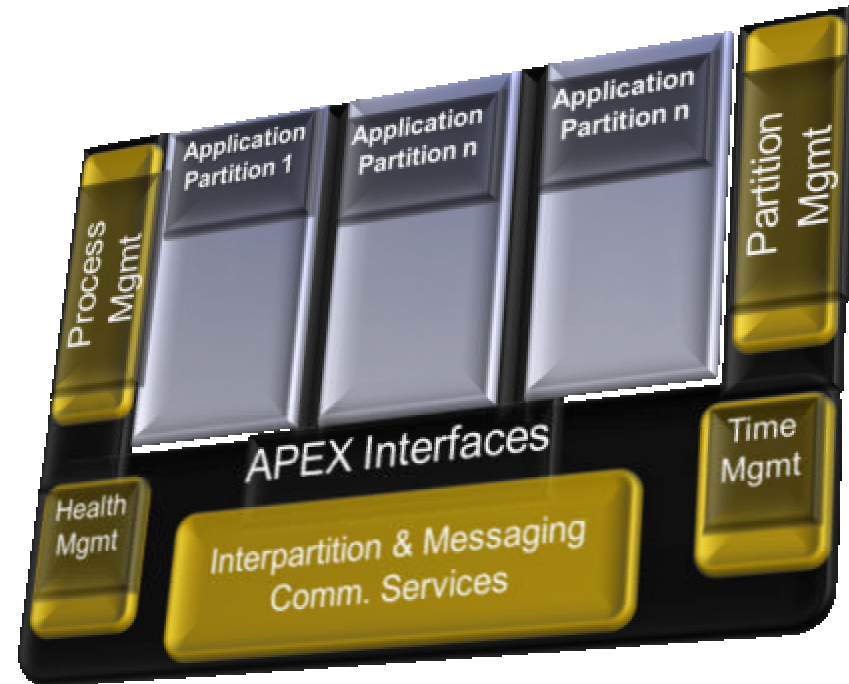 Application
Partition 1
Application
Partition n
Application
Partition n
Process
Mgmt
Partition
Mgmt
APEX Interfaces
Health
Mgmt
Interpartition & Messaging
Comm. Services
Time
Mgmt